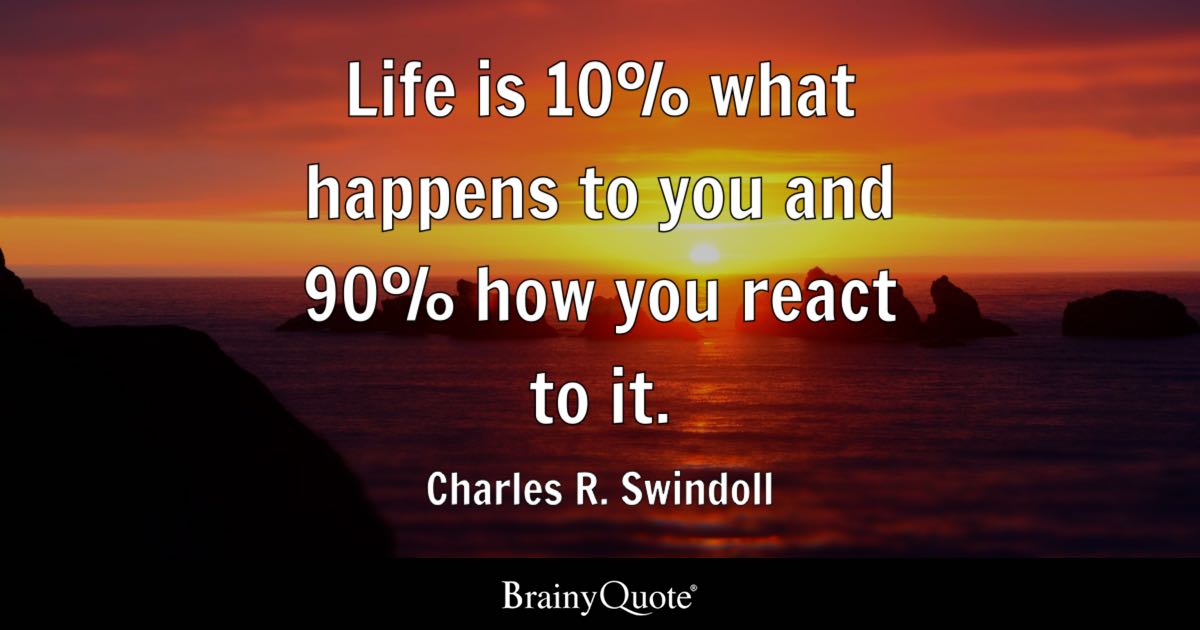 Life is 10% what
happens to you and
90% how you react
to it.
Charles R. Swindoll
BrainyQuote®